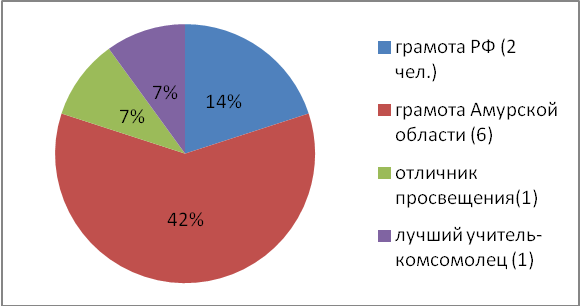 14%
42%
7%
7%
грамота РФ (2
чел.)
грамота Амурской
области (6)
отличник
просвещения(1)
лучший учитель-
комсомолец (1)